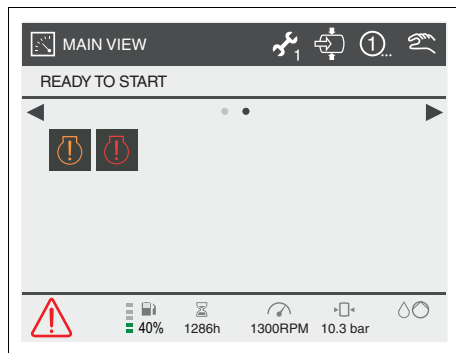 MAIN VIEW
1
1...
READY TO START
40%
1286h
1300RPM
10.3 bar